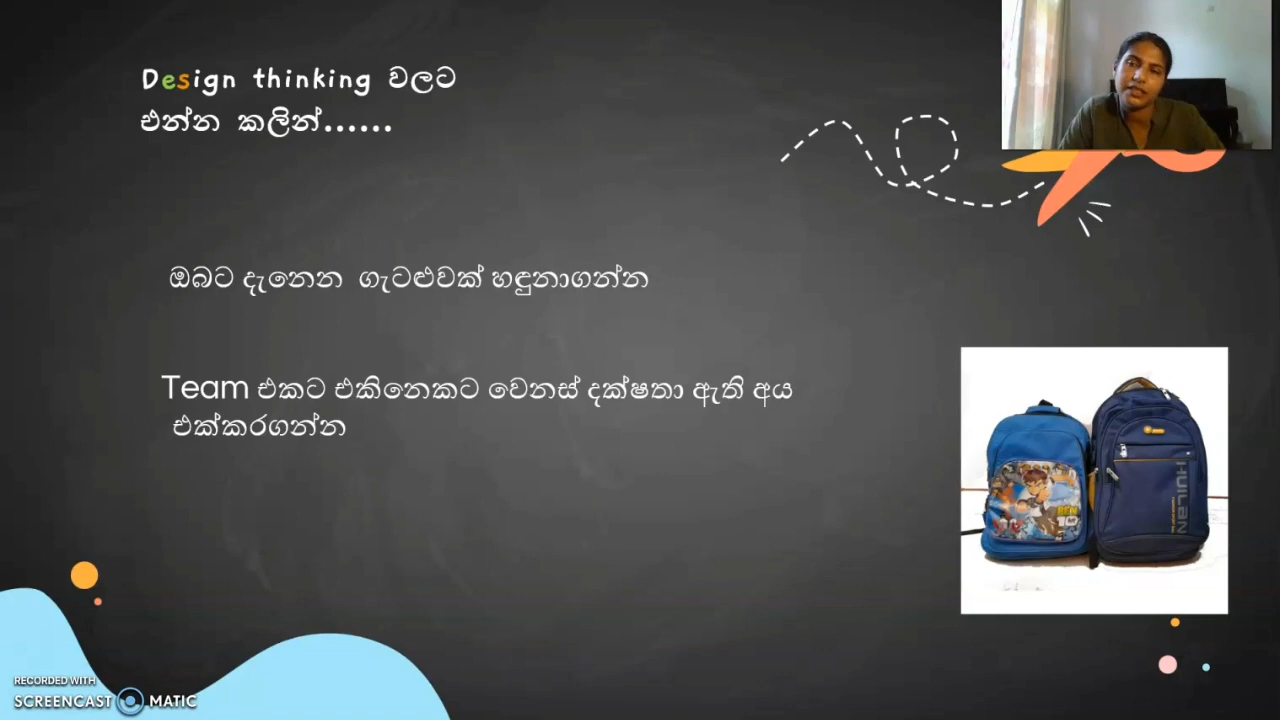 Design thinking වලට
එන්න කලින්......
ඔබට දැනෙන ගැටළුවක් හඳුනාගන්න
Team එකට එකිනෙකට වෙනස් දක්ෂතා ඇති අය
එක්කරගන්න
BEN
10
HUILAN
RECORDED WITH
SCREENCAST MATIC